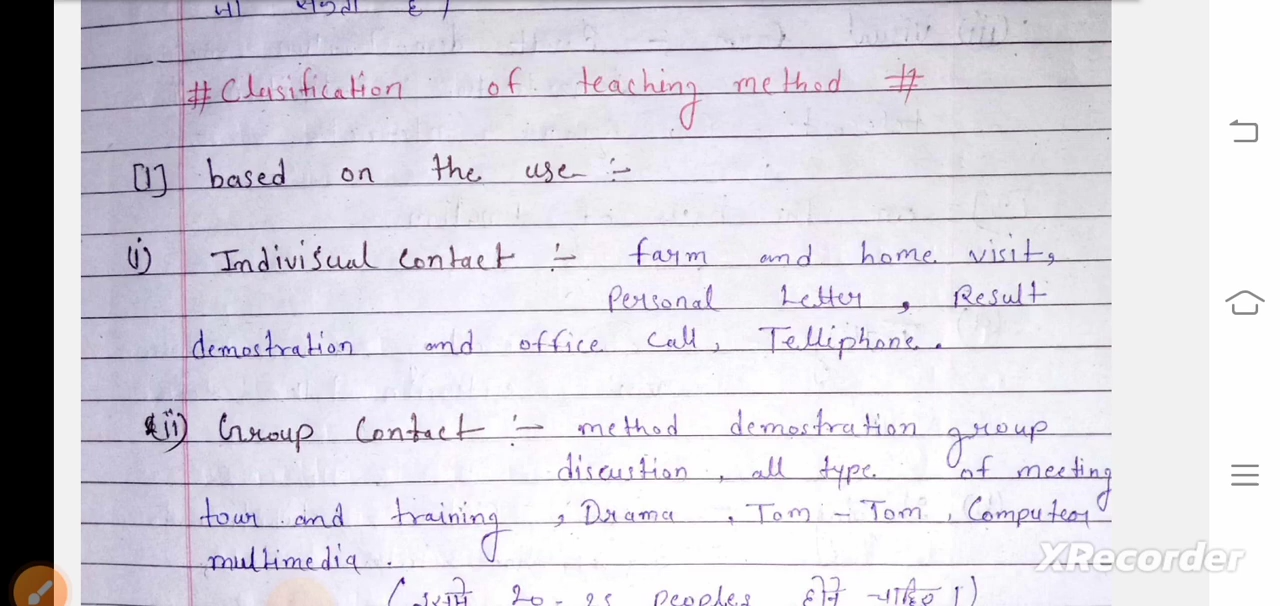 # Clasification of teaching method #
[1] based on the use :-
(i) Indivisual Contact :- farm and home visit,
Personal Letter, Result
demostration and office Call, Telliphone.
(ii) Group Contact :- method demostration group
discustion, all type of meeting
tour and training, Drama, Tom - Tom, Computer
multimedia.
XRecorder
(इसमे 20-25 peoples होने चाहिए।)